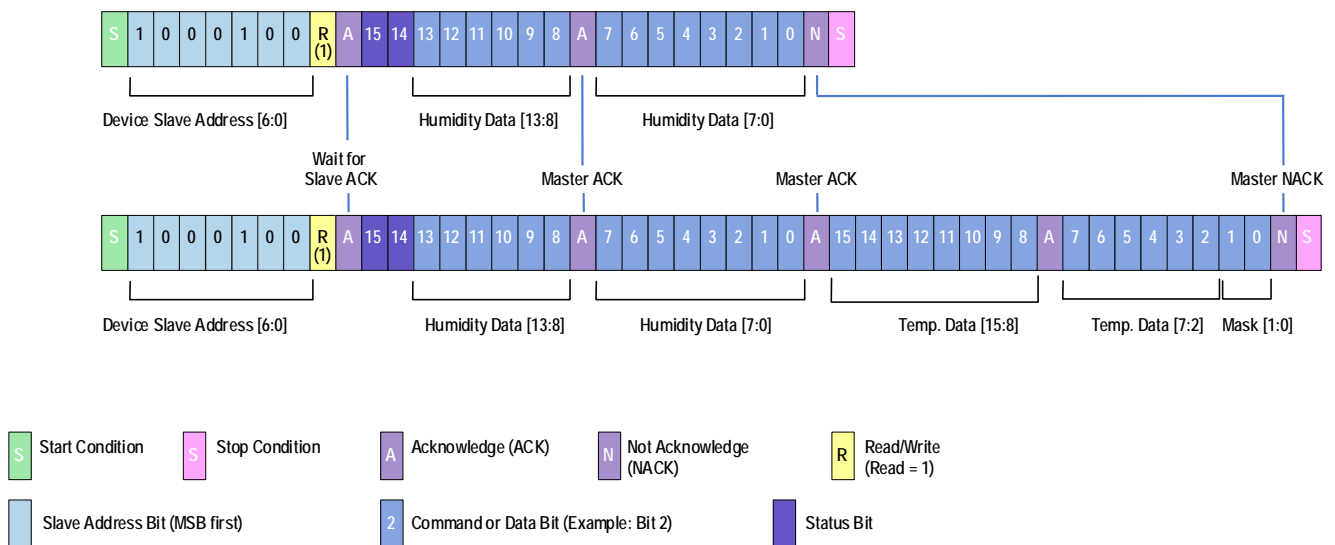 S 1 0 0 0 1 0 0 R (1) A 15 14 13 12 11 10 9 8 A 7 6 5 4 3 2 1 0 N S
Device Slave Address [6:0] Humidity Data [13:8] Humidity Data [7:0]
Wait for
Slave ACK Master ACK Master ACK Master NACK
S 1 0 0 0 1 0 0 R (1) A 15 14 13 12 11 10 9 8 A 7 6 5 4 3 2 1 0 A 15 14 13 12 11 10 9 8 A 7 6 5 4 3 2 1 0 N S
Device Slave Address [6:0] Humidity Data [13:8] Humidity Data [7:0] Temp. Data [15:8] Temp. Data [7:2] Mask [1:0]
S Start Condition S Stop Condition A Acknowledge (ACK) N Not Acknowledge
(NACK) R Read/Write
(Read = 1)
Slave Address Bit (MSB first) 2 Command or Data Bit (Example: Bit 2) Status Bit